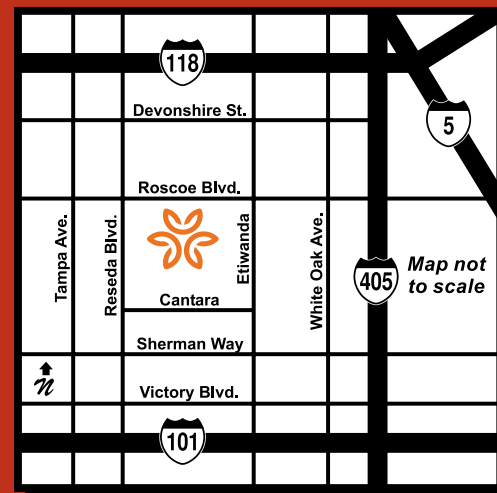 118
Devonshire St.
5
Roscoe Blvd.
Tampa Ave.
Reseda Blvd.
Etiwanda
White Oak Ave.
405
Map not
to scale
Cantara
Sherman Way
N
Victory Blvd.
101